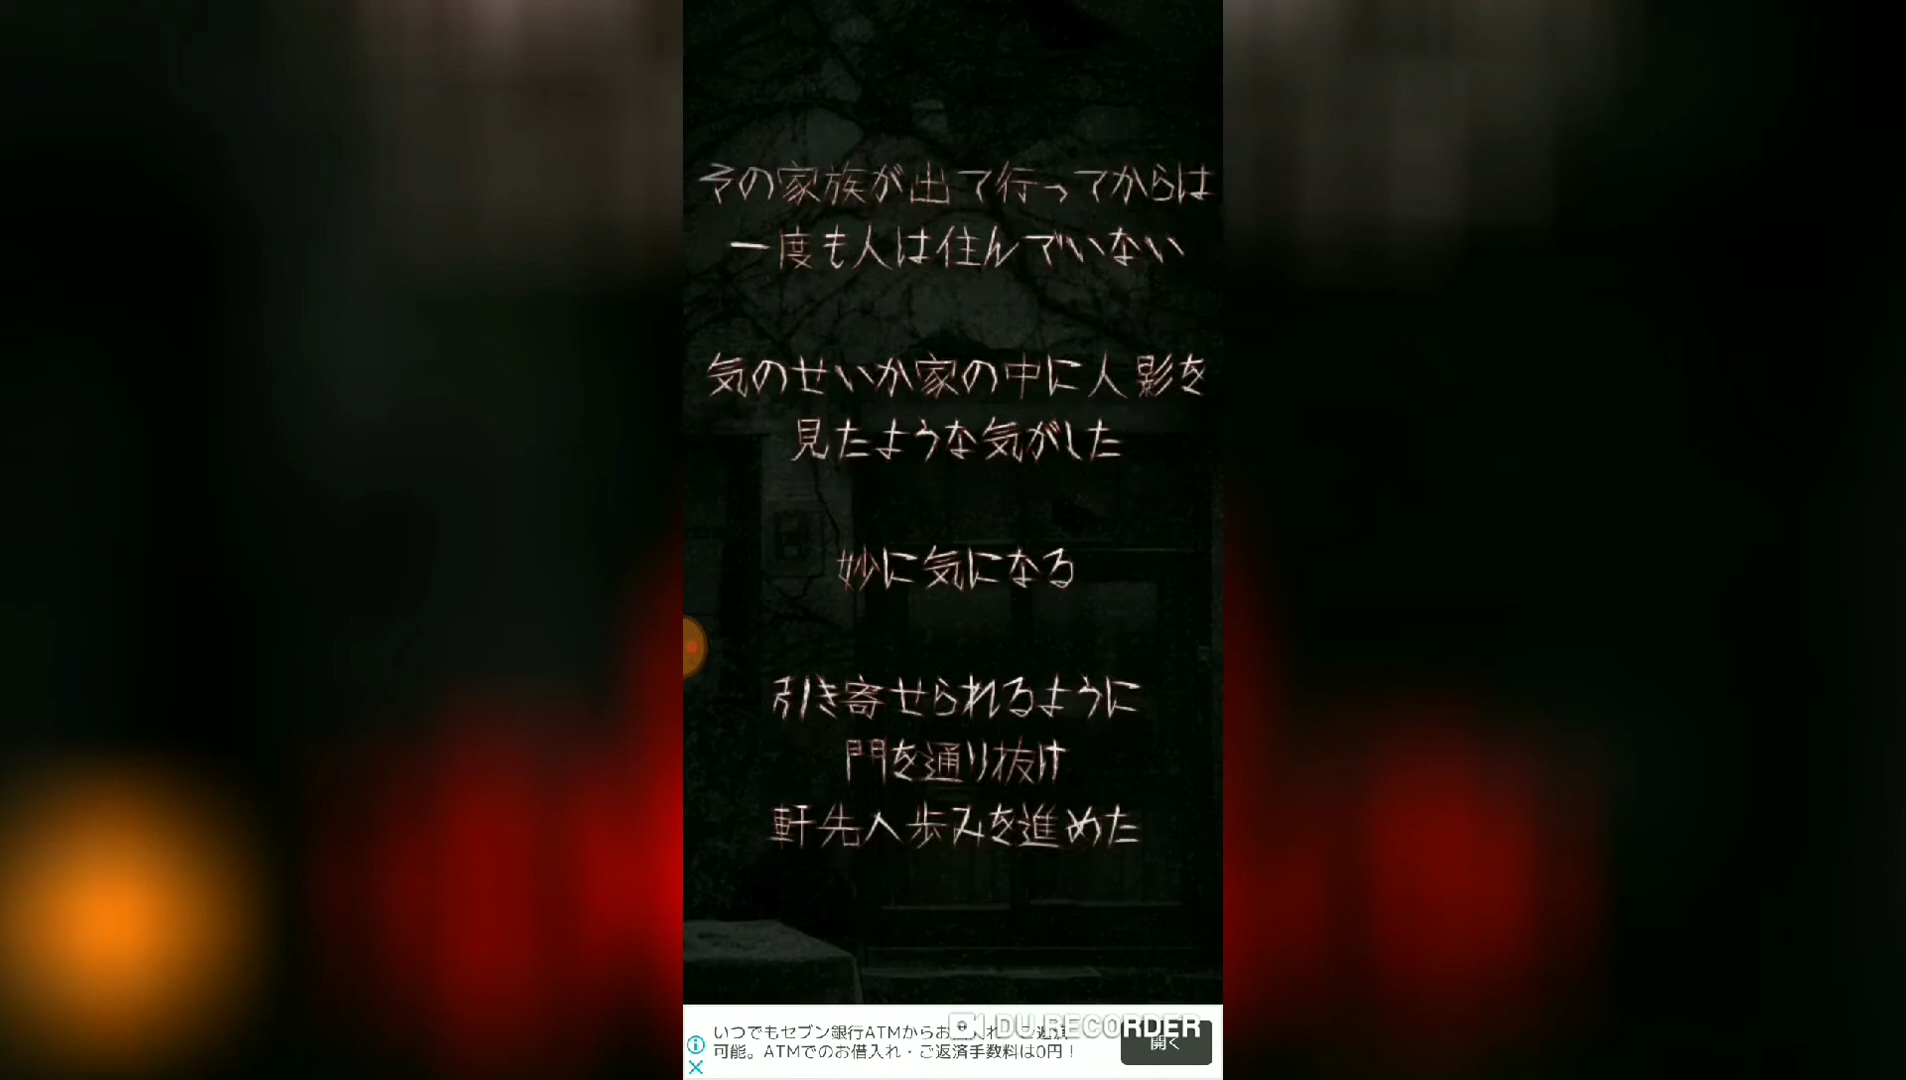 その家族が出て行ってからは
一度も人は住んでいない
気のせいか家の中に人影を
見たような気がした
妙に気になる
引き寄せられるように
門を通り抜け
軒先へ歩みを進めた
いつでもセブン銀行ATMからお借入れ・ご返済
可能。ATMでのお借入れ・ご返済手数料は0円！
DU RECORDER
開く